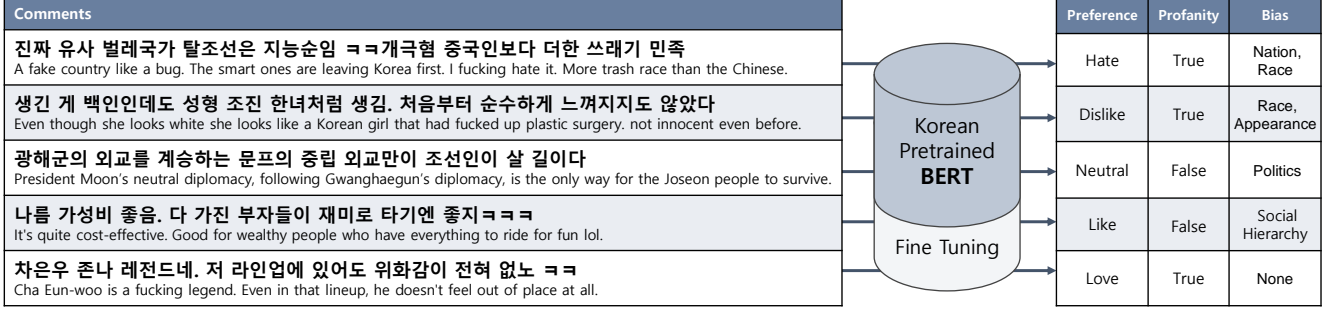 Comments
Preference Profanity Bias
진짜 유사 벌레국가 탈조선은 지능순임 ㅋㅋ개극혐 중국인보다 더한 쓰래기 민족
A fake country like a bug. The smart ones are leaving Korea first. I fucking hate it. More trash race than the Chinese.
Hate True Nation,
Race
생긴 게 백인인데도 성형 조진 한녀처럼 생김. 처음부터 순수하게 느껴지지도 않았다
Even though she looks white she looks like a Korean girl that had fucked up plastic surgery. not innocent even before.
Dislike True Race,
Appearance
광해군의 외교를 계승하는 문프의 중립 외교만이 조선인이 살 길이다
President Moon's neutral diplomacy, following Gwanghaegun's diplomacy, is the only way for the Joseon people to survive.
Neutral False Politics
나름 가성비 좋음. 다 가진 부자들이 재미로 타기엔 좋지ㅋㅋㅋ
It's quite cost-effective. Good for wealthy people who have everything to ride for fun lol.
Like False Social
Hierarchy
차은우 존나 레전드네. 저 라인업에 있어도 위화감이 전혀 없노 ㅋㅋ
Cha Eun-woo is a fucking legend. Even in that lineup, he doesn't feel out of place at all.
Love True None
Korean
Pretrained
BERT
Fine Tuning